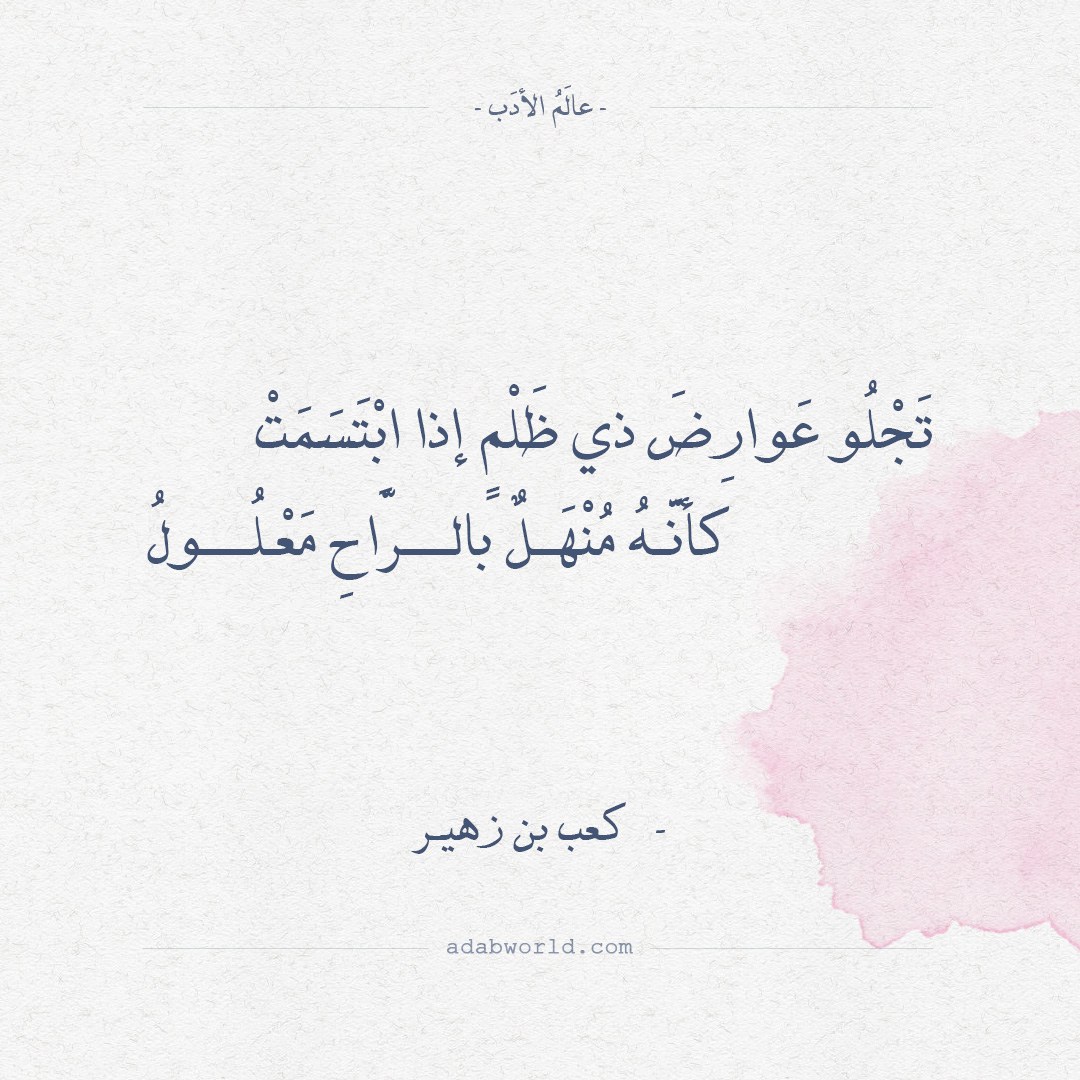 - عالَمُ الأدَب -
تَجْلُو عَوارِضَ ذي ظَلْمٍ إذا ابْتَسَمَتْ
كأنّهُ مُنْهَلٌ بالرّاحِ مَعْلُولُ
- كعب بن زهير
adabworld.com